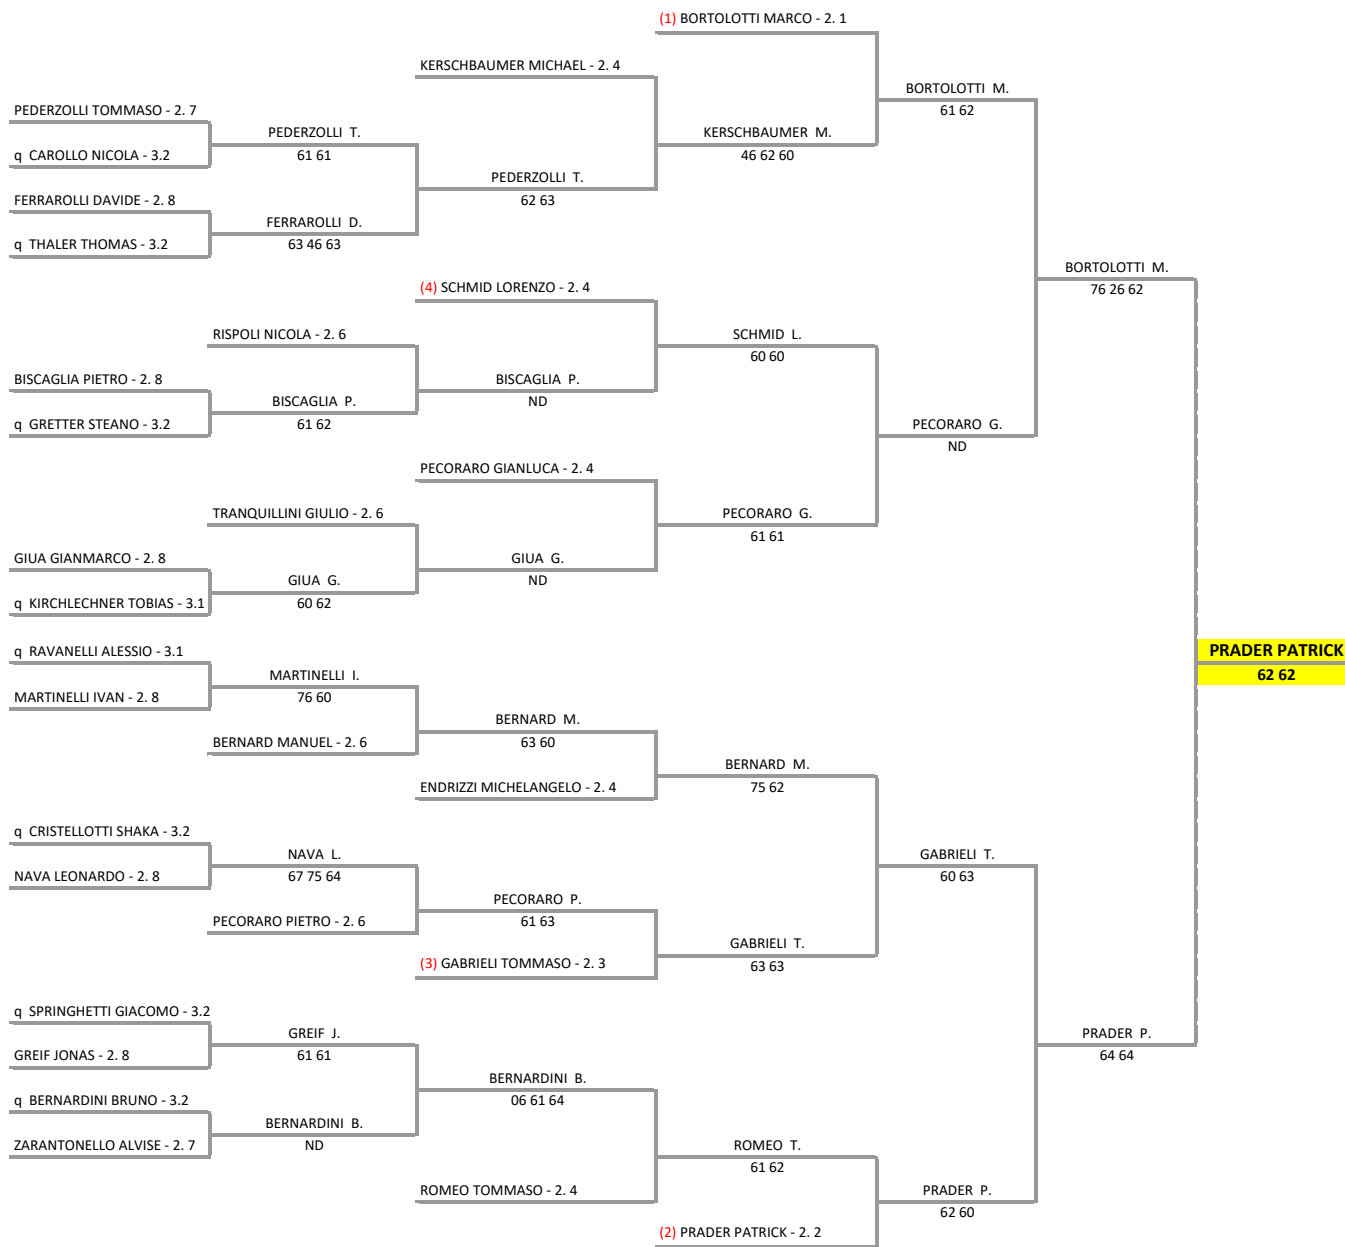 (1) BORTOLOTTI MARCO - 2. 1
KERSCHBAUMER MICHAEL - 2. 4
BORTOLOTTI M.
61 62
PEDERZOLLI TOMMASO - 2. 7
PEDERZOLLI T.
61 61
KERSCHBAUMER M.
46 62 60
q CAROLLO NICOLA - 3.2
PEDERZOLLI T.
62 63
FERRAROLLI DAVIDE - 2. 8
FERRAROLLI D.
63 46 63
q THALER THOMAS - 3.2
BORTOLOTTI M.
76 26 62
(4) SCHMID LORENZO - 2. 4
RISPOLI NICOLA - 2. 6
SCHMID L.
60 60
BISCAGLIA PIETRO - 2. 8
BISCAGLIA P.
ND
BISCAGLIA P.
61 62
q GRETTER STEANO - 3.2
PECORARO G.
ND
PECORARO GIANLUCA - 2. 4
TRANQUILLINI GIULIO - 2. 6
PECORARO G.
61 61
GIUA GIANMARCO - 2. 8
GIUA G.
ND
GIUA G.
60 62
q KIRCHLECHNER TOBIAS - 3.1
q RAVANELLI ALESSIO - 3.1
PRADER PATRICK
62 62
MARTINELLI I.
76 60
MARTINELLI IVAN - 2. 8
BERNARD M.
63 60
BERNARD MANUEL - 2. 6
BERNARD M.
75 62
ENDRIZZI MICHELANGELO - 2. 4
q CRISTELLOTTI SHAKA - 3.2
NAVA L.
67 75 64
GABRIELI T.
60 63
NAVA LEONARDO - 2. 8
PECORARO P.
61 63
PECORARO PIETRO - 2. 6
GABRIELI T.
63 63
(3) GABRIELI TOMMASO - 2. 3
q SPRINGHETTI GIACOMO - 3.2
GREIF J.
61 61
PRADER P.
64 64
GREIF JONAS - 2. 8
BERNARDINI B.
06 61 64
q BERNARDINI BRUNO - 3.2
BERNARDINI B.
ND
ZARANTONELLO ALVISE - 2. 7
ROMEO T.
61 62
ROMEO TOMMASO - 2. 4
PRADER P.
62 60
(2) PRADER PATRICK - 2. 2